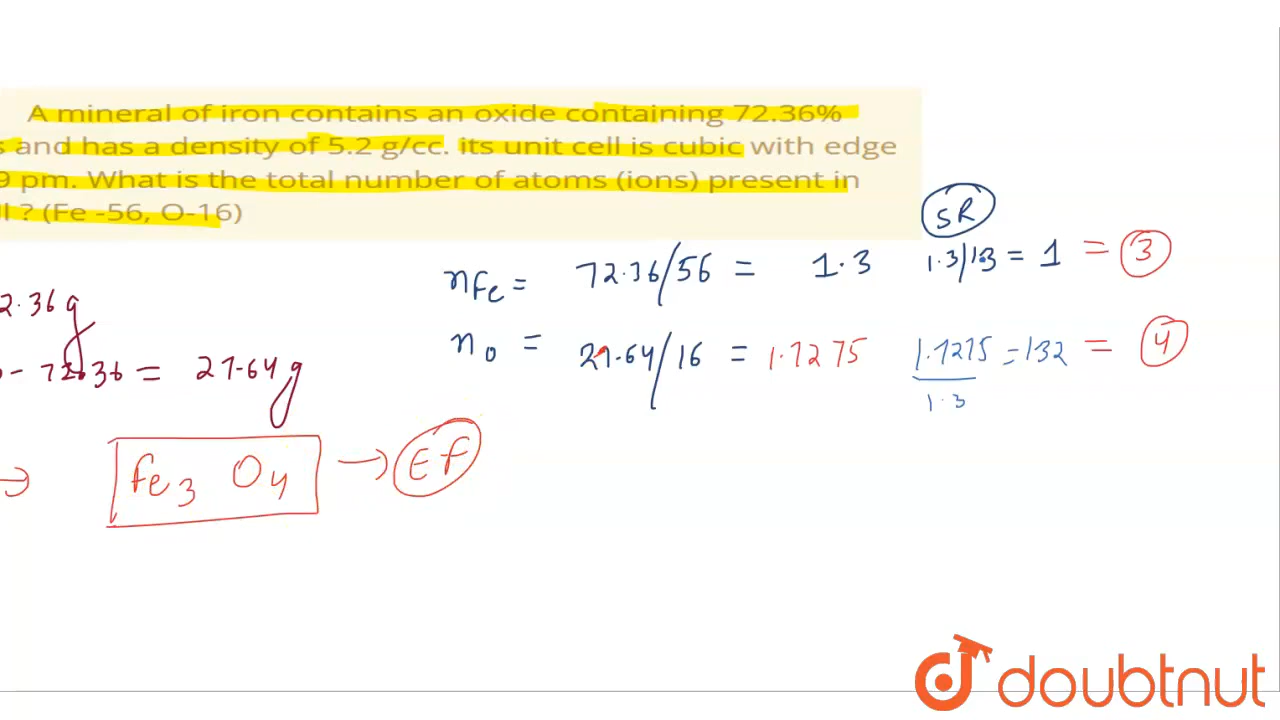 A mineral of iron contains an oxide containing 72.36%
s and has a density of 5.2 g/cc. its unit cell is cubic with edge
9 pm. What is the total number of atoms (ions) present in
ll ? (Fe -56, O-16)
SR
nFe = 72.36/56 = 1.3 1.3/1.3 = 1 = 3
2.36 g
n0 = 27.64/16 = 1.7275 1.7275 = 132 = 4
1.3
- 72.36 = 27.64 g
→ Fe3 O4 → EF
doubtnut